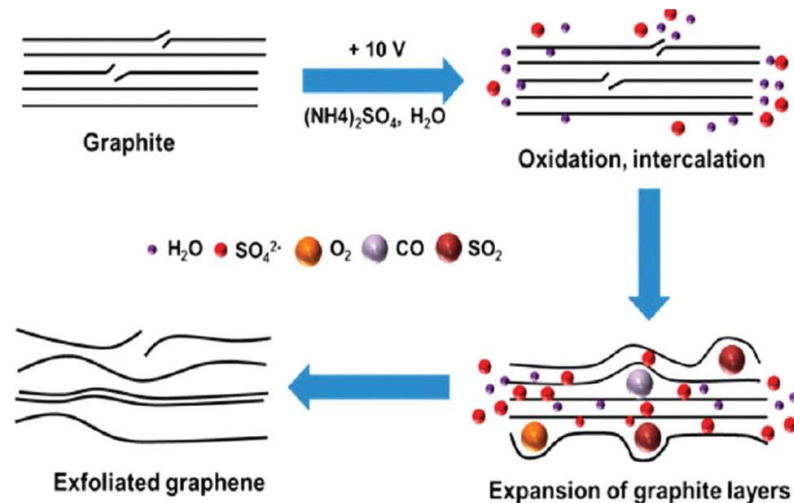 + 10 V
(NH4)₂SO₄, H₂O
Graphite
Oxidation, intercalation
H₂O SO₄²⁻ O₂ CO SO₂
Exfoliated graphene
Expansion of graphite layers